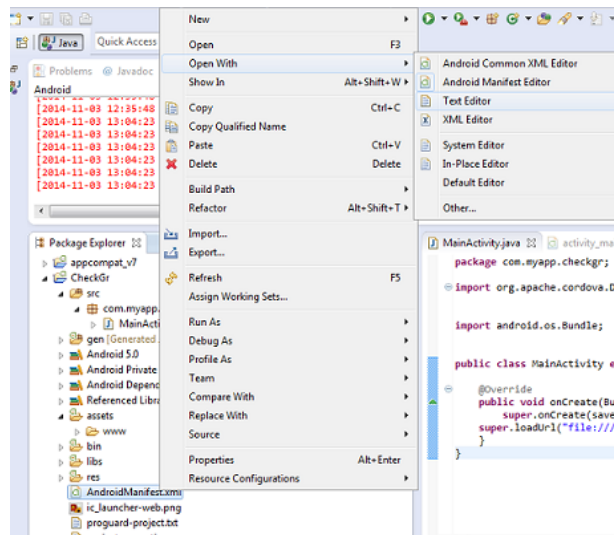 Java
Quick Access
Problems
Javadoc
Android
[2014-11-03 12:35:48
[2014-11-03 13:04:23
[2014-11-03 13:04:23
[2014-11-03 13:04:23
[2014-11-03 13:04:23
[2014-11-03 13:04:23
New
Open F3
Open With
Show In Alt+Shift+W
Copy Ctrl+C
Copy Qualified Name
Paste Ctrl+V
Delete Delete
Build Path
Refactor Alt+Shift+T
Import...
Export...
Refresh F5
Assign Working Sets...
Run As
Debug As
Profile As
Team
Compare With
Replace With
Source
Properties Alt+Enter
Resource Configurations
Android Common XML Editor
Android Manifest Editor
Text Editor
XML Editor
System Editor
In-Place Editor
Default Editor
Other...
Package Explorer
appcompat_v7
CheckGr
src
com.myapp.
MainActi
gen [Generated
Android 5.0
Android Private
Android Depend
Referenced Libra
assets
www
bin
libs
res
AndroidManifest.xml
ic_launcher-web.png
proguard-project.txt
MainActivity.java activity_ma
package com.myapp.checkgr;
import org.apache.cordova.D
import android.os.Bundle;
public class MainActivity e
@Override
public void onCreate(Bu
super.onCreate(save
super.loadUrl("file:///
}
}